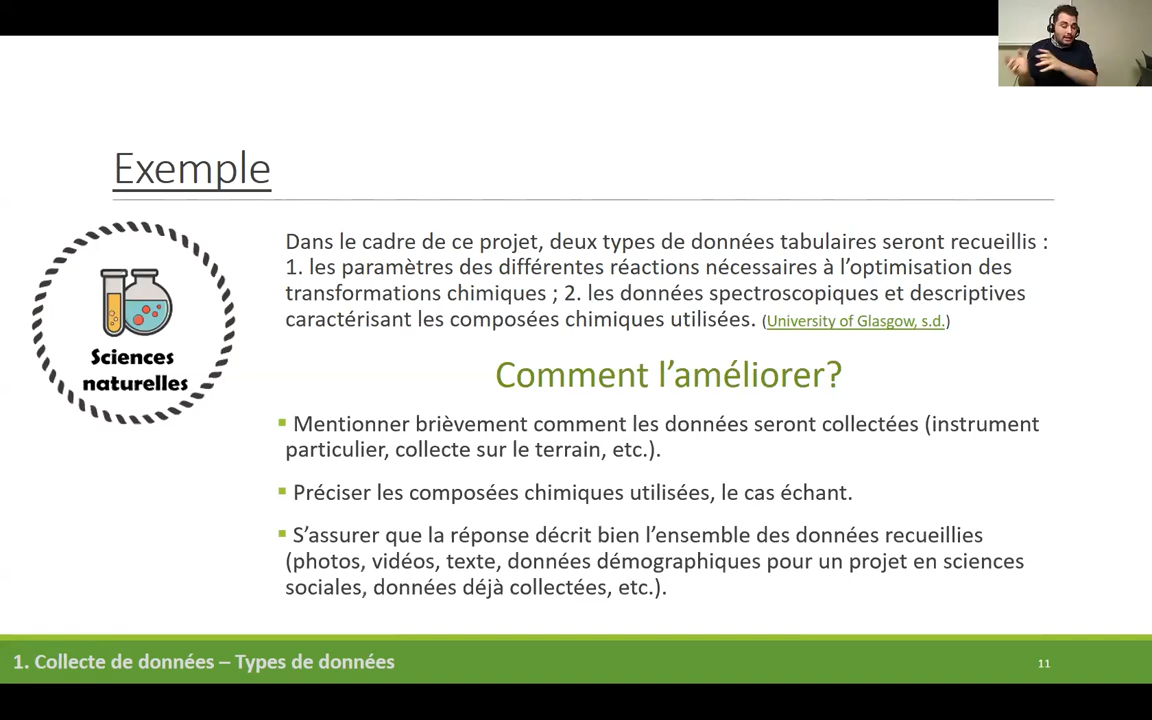 Exemple
Dans le cadre de ce projet, deux types de données tabulaires seront recueillis :
1. les paramètres des différentes réactions nécessaires à l’optimisation des
transformations chimiques ; 2. les données spectroscopiques et descriptives
caractérisant les composées chimiques utilisées. (University of Glasgow, s.d.)
Sciences
naturelles
Comment l’améliorer?
▪ Mentionner brièvement comment les données seront collectées (instrument
particulier, collecte sur le terrain, etc.).
▪ Préciser les composées chimiques utilisées, le cas échant.
▪ S’assurer que la réponse décrit bien l’ensemble des données recueillies
(photos, vidéos, texte, données démographiques pour un projet en sciences
sociales, données déjà collectées, etc.).
1. Collecte de données – Types de données
11